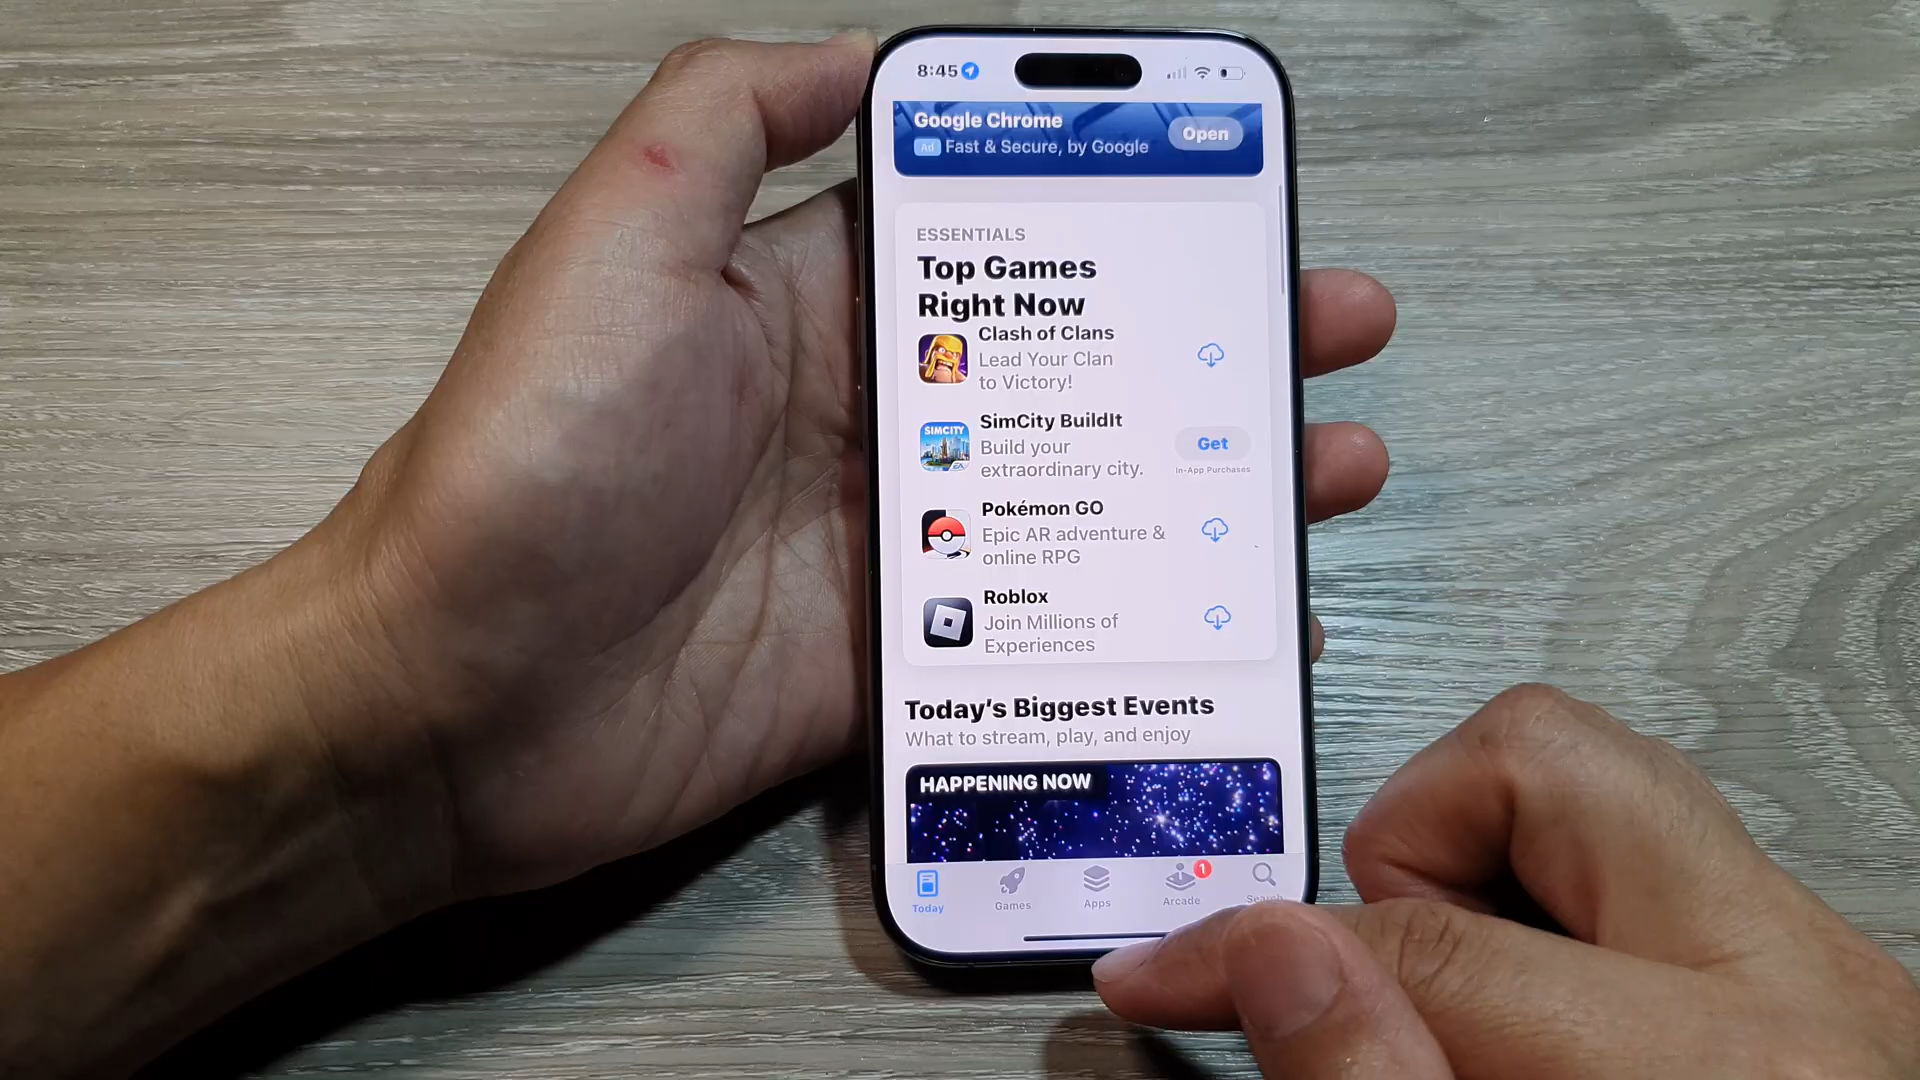 8:45
Google Chrome
Ad Fast & Secure, by Google
Open
ESSENTIALS
Top Games
Right Now
Clash of Clans
Lead Your Clan
to Victory!
SIMCITY
EA
SimCity BuildIt
Build your
extraordinary city.
Get
In-App Purchases
Pokémon GO
Epic AR adventure &
online RPG
Roblox
Join Millions of
Experiences
Today's Biggest Events
What to stream, play, and enjoy
HAPPENING NOW
1
Today
Games
Apps
Arcade
Search